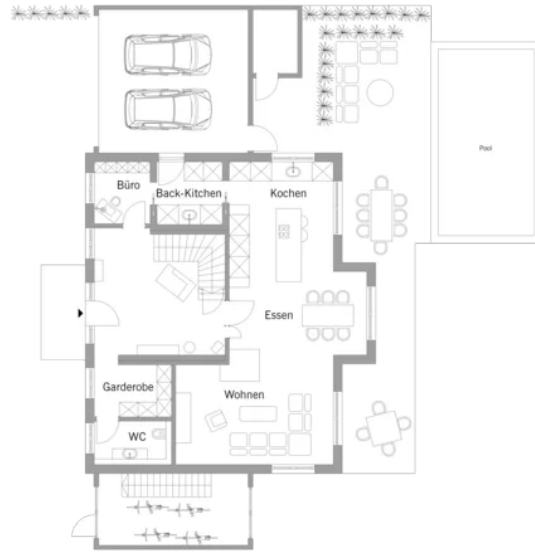 Pool
Büro
Back-Kitchen
Kochen
Essen
Garderobe
Wohnen
WC